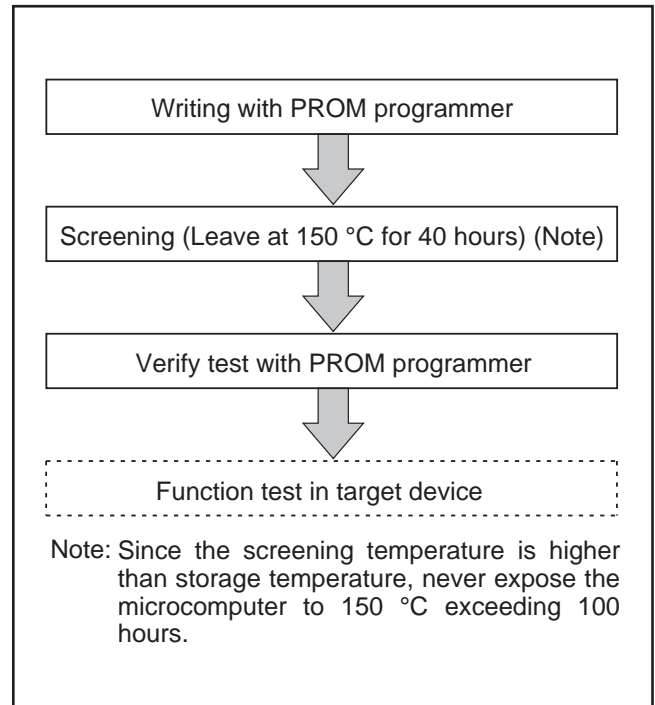 Writing with PROM programmer
Screening (Leave at 150 °C for 40 hours) (Note)
Verify test with PROM programmer
Function test in target device
Note: Since the screening temperature is higher
than storage temperature, never expose the
microcomputer to 150 °C exceeding 100
hours.